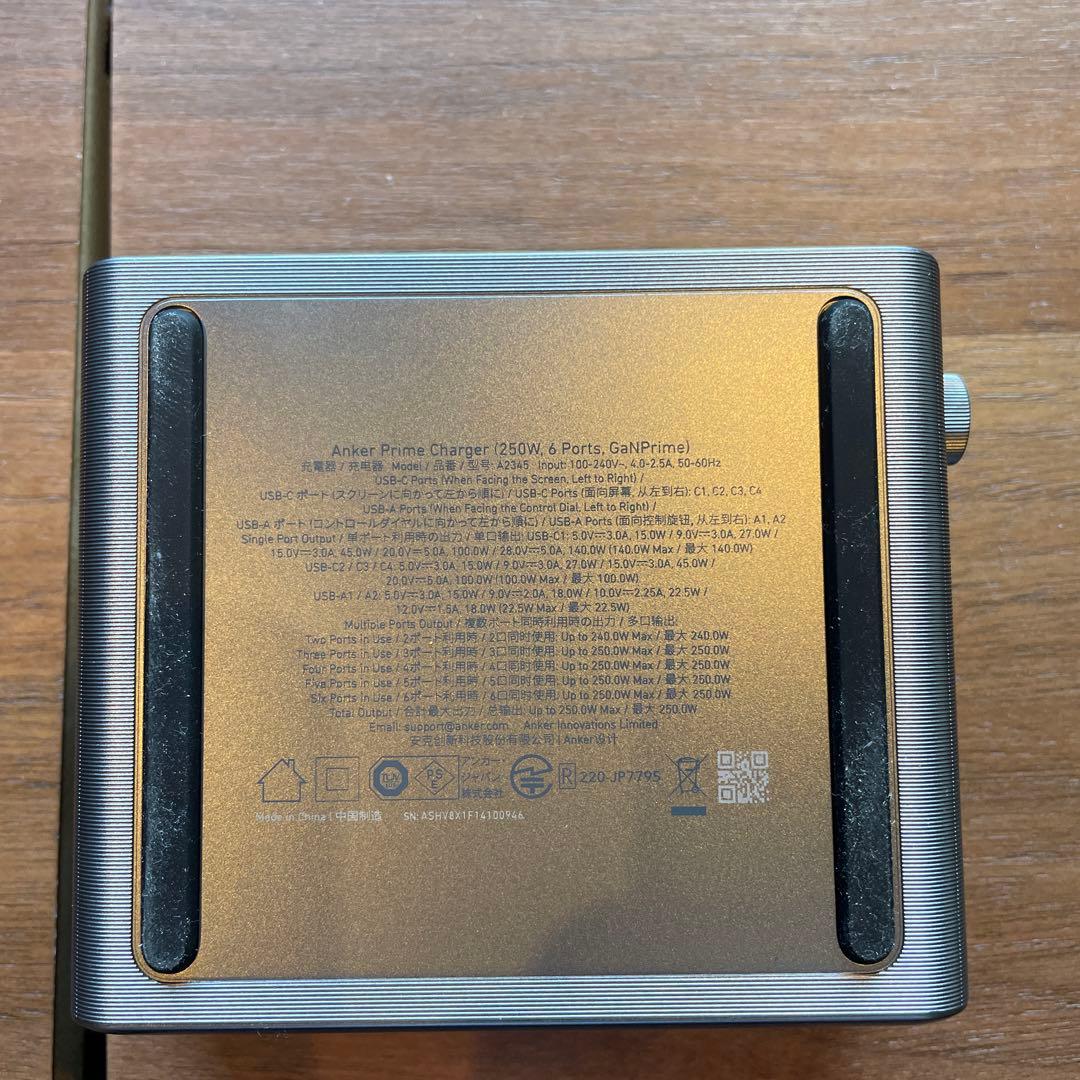 Anker Prime Charger (250W, 6 Ports, GaNPrime)
充電器 / 充电器 Model / 品番 / 型号: A2345 Input: 100-240V~, 4.0-2.5A, 50-60Hz
USB-C Ports (When Facing the Screen, Left to Right) /
USB-C ポート (スクリーンに向かって左から順に) / USB-C Ports (面向屏幕, 从左到右): C1, C2, C3, C4
USB-A Ports (When Facing the Control Dial, Left to Right) /
USB-A ポート (コントロールダイヤルに向かって左から順に) / USB-A Ports (面向控制旋钮, 从左到右): A1, A2
Single Port Output / 単ポート利用時の出力 / 单口输出: USB-C1: 5.0V⎓3.0A, 15.0W / 9.0V⎓3.0A, 27.0W /
15.0V⎓3.0A, 45.0W / 20.0V⎓5.0A, 100.0W / 28.0V⎓5.0A, 140.0W (140.0W Max / 最大 140.0W)
USB-C2 / C3 / C4: 5.0V⎓3.0A, 15.0W / 9.0V⎓3.0A, 27.0W / 15.0V⎓3.0A, 45.0W /
20.0V⎓5.0A, 100.0W (100.0W Max / 最大 100.0W)
USB-A1 / A2: 5.0V⎓3.0A, 15.0W / 9.0V⎓2.0A, 18.0W / 10.0V⎓2.25A, 22.5W /
12.0V⎓1.5A, 18.0W (22.5W Max / 最大 22.5W)
Multiple Ports Output / 複数ポート同時利用時の出力 / 多口输出:
Two Ports in Use / 2ポート利用時 / 2口同时使用: Up to 240.0W Max / 最大 240.0W
Three Ports in Use / 3ポート利用時 / 3口同时使用: Up to 250.0W Max / 最大 250.0W
Four Ports in Use / 4ポート利用時 / 4口同时使用: Up to 250.0W Max / 最大 250.0W
Five Ports in Use / 5ポート利用時 / 5口同时使用: Up to 250.0W Max / 最大 250.0W
Six Ports in Use / 6ポート利用時 / 6口同时使用: Up to 250.0W Max / 最大 250.0W
Total Output / 合計最大出力 / 总输出: Up to 250.0W Max / 最大 250.0W
Email: support@anker.com Anker Innovations Limited
安克创新科技股份有限公司 | Anker设计
TÜV PS E アンカー・
ジャパン
株式会社
R 220-JP7795
Made in China | 中国制造 SN: ASHV8X1F14100946